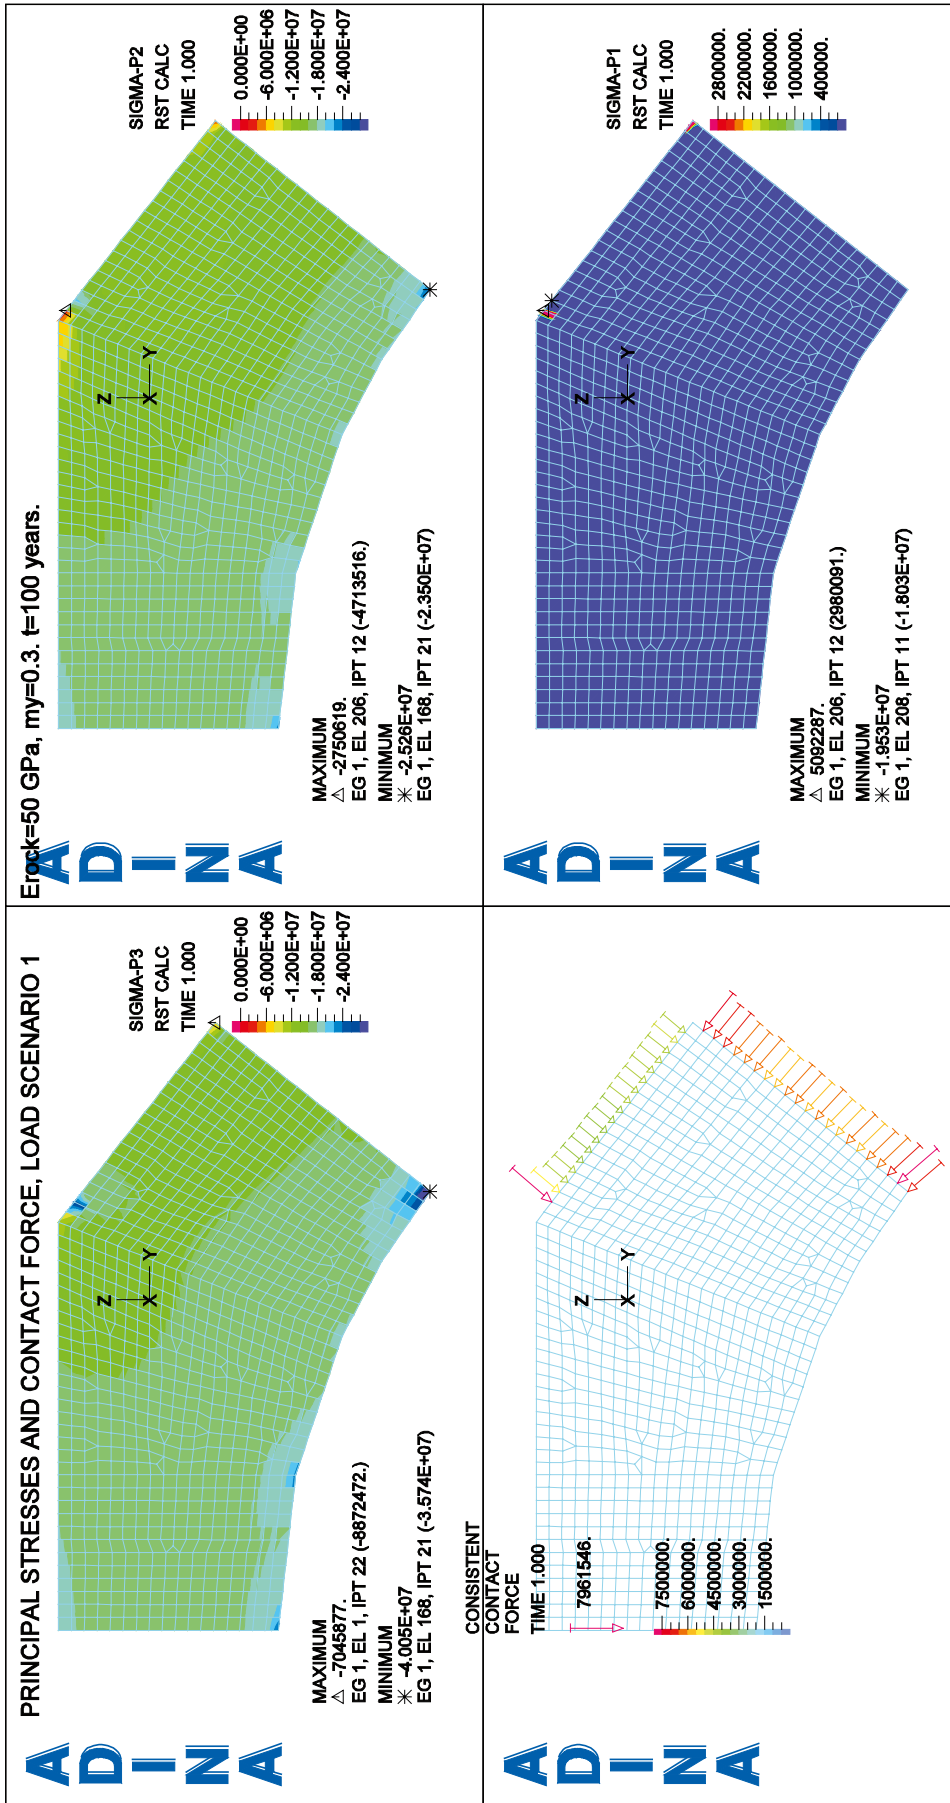 PRINCIPAL STRESSES AND CONTACT FORCE, LOAD SCENARIO 1
Erock=50 GPa, my=0.3. t=100 years.
ADINA
SIGMA-P3
RST CALC
TIME 1.000
0.000E+00
-6.000E+06
-1.200E+07
-1.800E+07
-2.400E+07
Z
X
Y
MAXIMUM
-7045877.
EG 1, EL 1, IPT 22 (-8872472.)
MINIMUM
-4.005E+07
EG 1, EL 168, IPT 21 (-3.574E+07)
ADINA
SIGMA-P2
RST CALC
TIME 1.000
0.000E+00
-6.000E+06
-1.200E+07
-1.800E+07
-2.400E+07
Z
X
Y
MAXIMUM
-2750619.
EG 1, EL 206, IPT 12 (-4713516.)
MINIMUM
-2.526E+07
EG 1, EL 168, IPT 21 (-2.350E+07)
ADINA
CONSISTENT
CONTACT
FORCE
TIME 1.000
7961546.
7500000.
6000000.
4500000.
3000000.
1500000.
Z
X
Y
ADINA
SIGMA-P1
RST CALC
TIME 1.000
2800000.
2200000.
1600000.
1000000.
400000.
Z
X
Y
MAXIMUM
5092287.
EG 1, EL 206, IPT 12 (2980091.)
MINIMUM
-1.953E+07
EG 1, EL 208, IPT 11 (-1.803E+07)